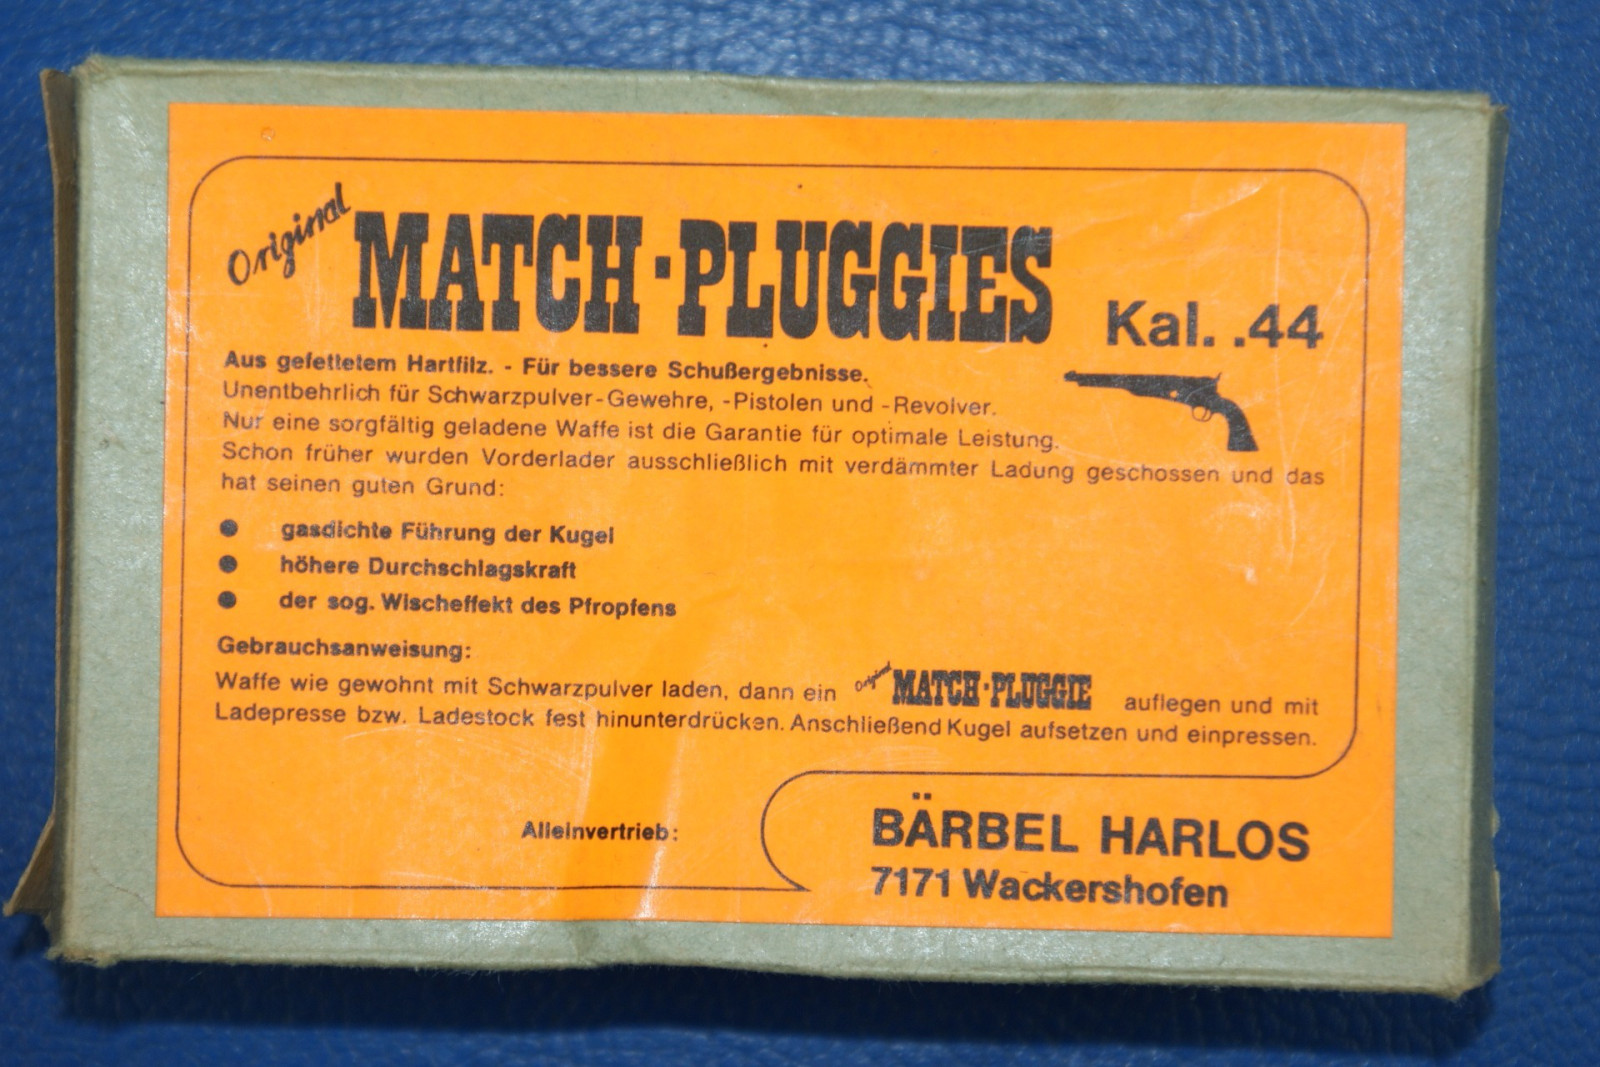 Original
MATCH-PLUGGIES
Kal. .44
Aus gefettetem Hartfilz. - Für bessere Schußergebnisse.
Unentbehrlich für Schwarzpulver-Gewehre, -Pistolen und -Revolver.
Nur eine sorgfältig geladene Waffe ist die Garantie für optimale Leistung.
Schon früher wurden Vorderlader ausschließlich mit verdämmter Ladung geschossen und das
hat seinen guten Grund:
● gasdichte Führung der Kugel
● höhere Durchschlagskraft
● der sog. Wischeffekt des Pfropfens
Gebrauchsanweisung:
Waffe wie gewohnt mit Schwarzpulver laden, dann ein Original MATCH-PLUGGIE auflegen und mit
Ladepresse bzw. Ladestock fest hinunterdrücken. Anschließend Kugel aufsetzen und einpressen.
Alleinvertrieb:
BÄRBEL HARLOS
7171 Wackershofen